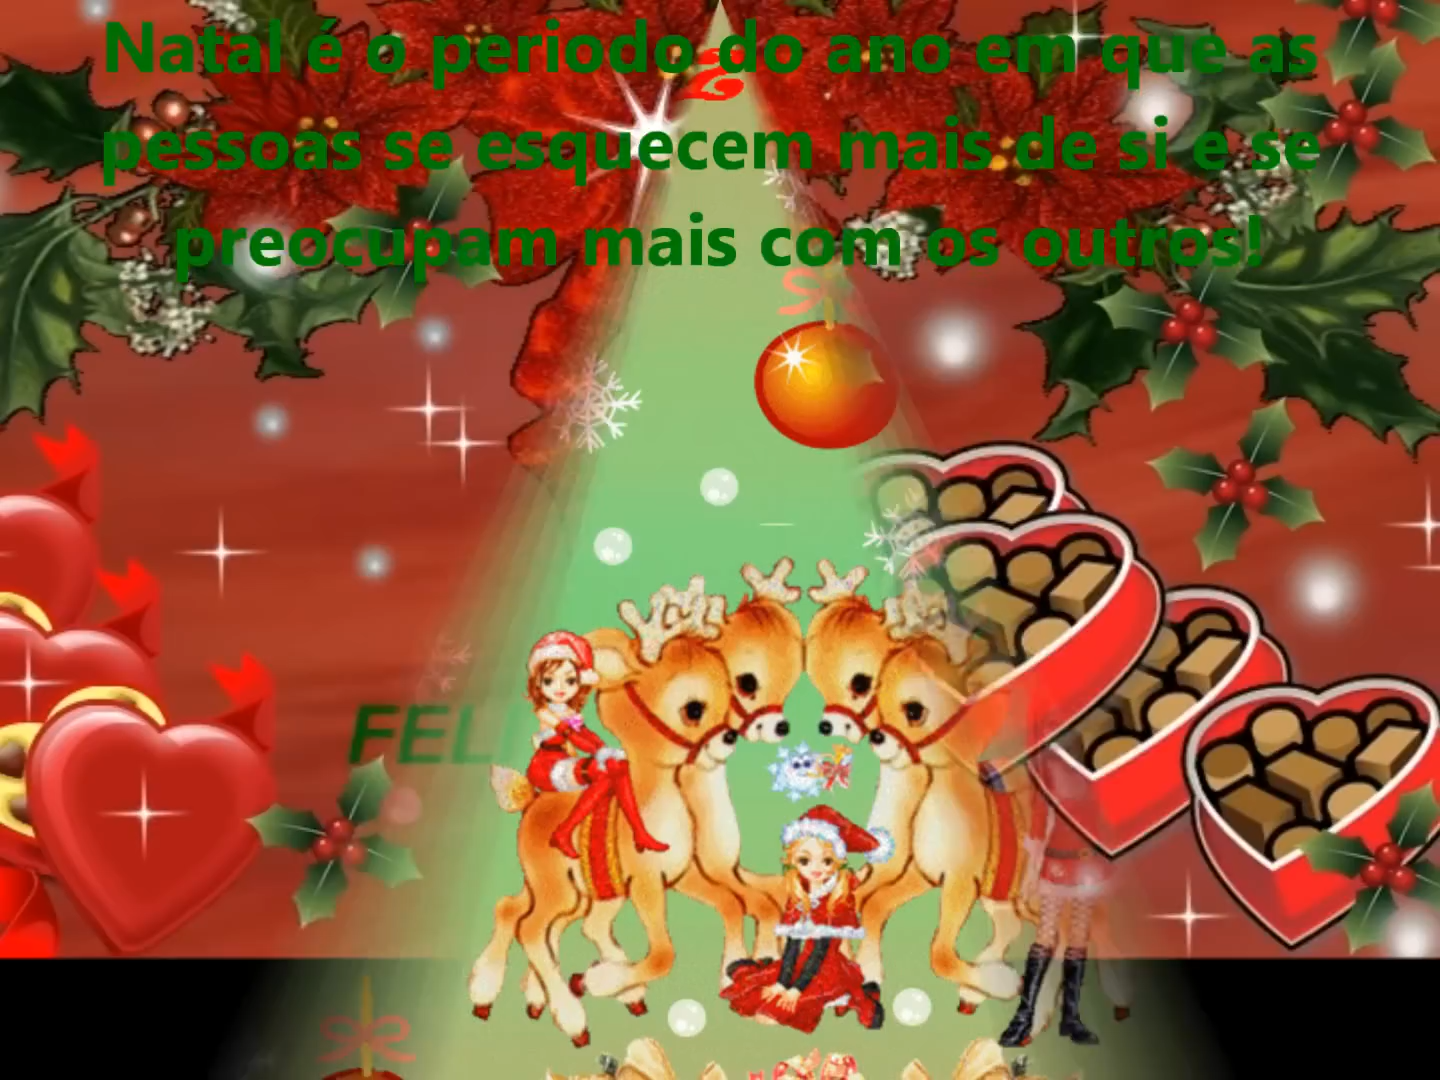 Natal é o periodo do ano em que as
pessoas se esquecem mais de si e se
preocupam mais com os outros!
FELI